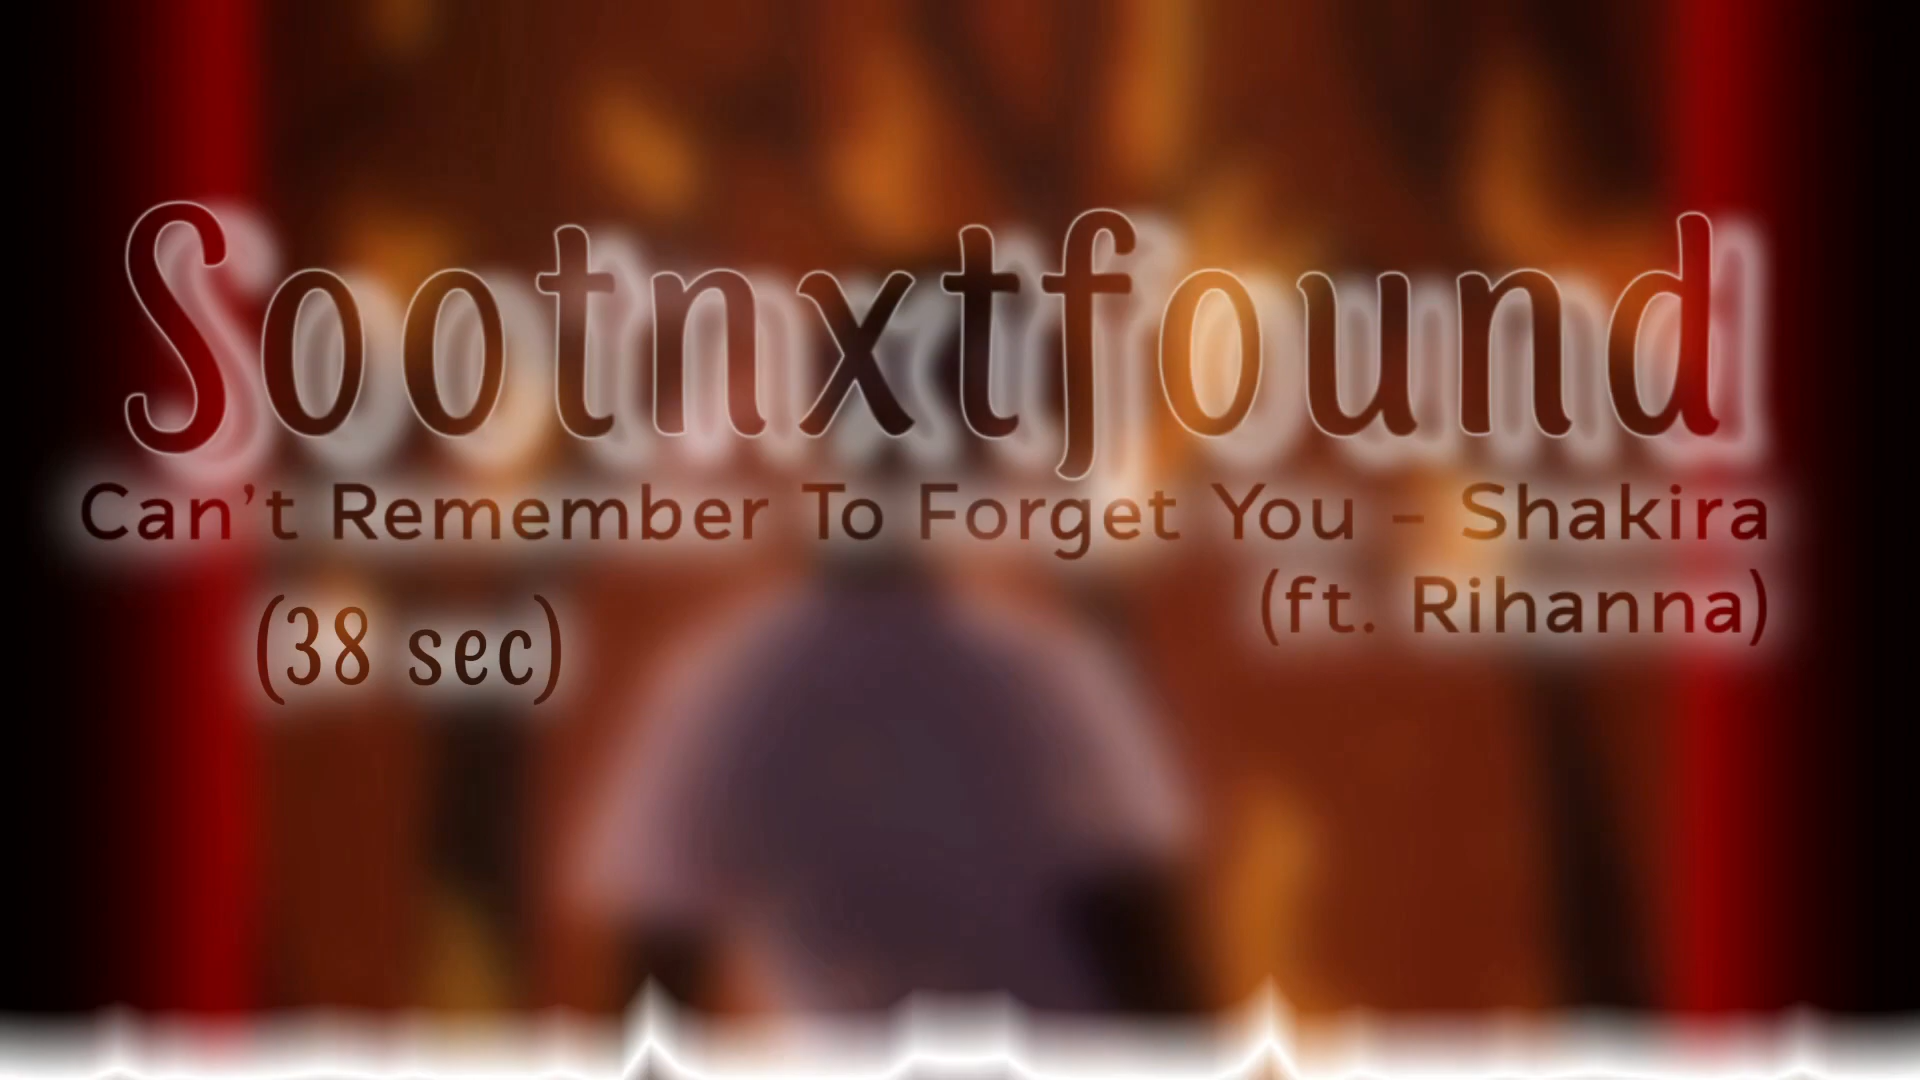 Sootnxtfound
Can't Remember To Forget You - Shakira
(ft. Rihanna)
(38 sec)